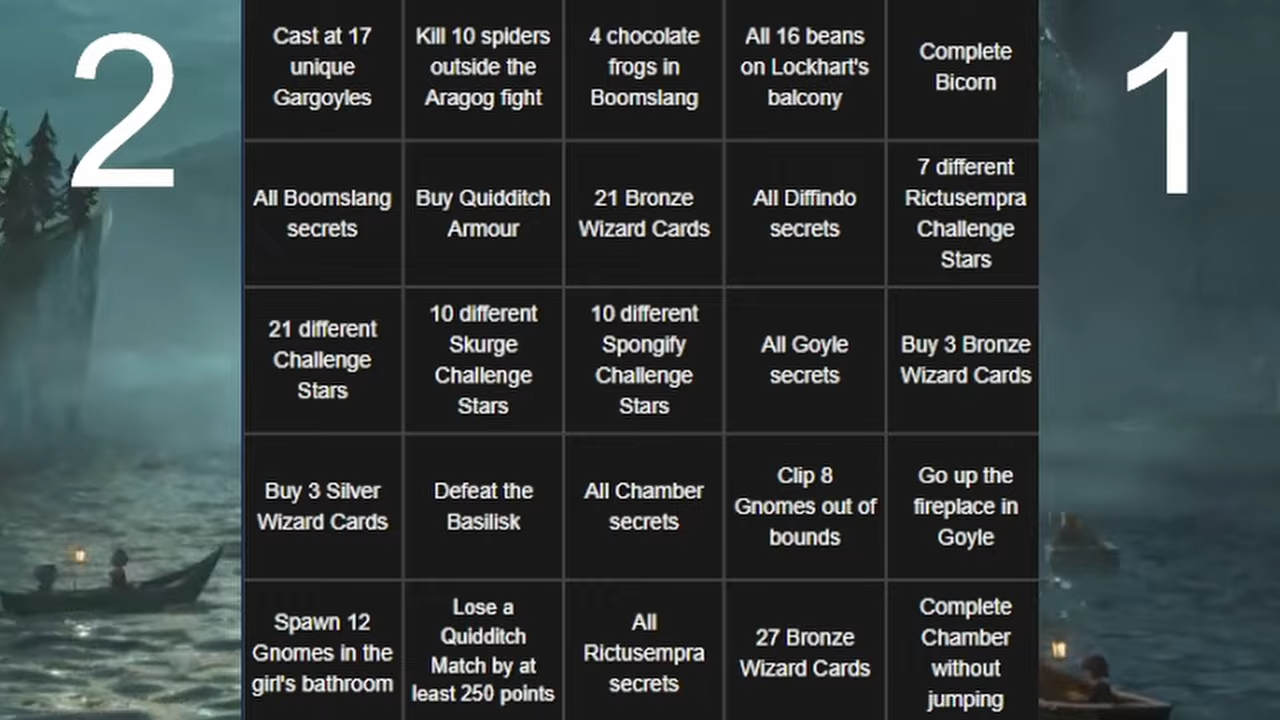 2
Cast at 17
unique
Gargoyles
Kill 10 spiders
outside the
Aragog fight
4 chocolate
frogs in
Boomslang
All 16 beans
on Lockhart's
balcony
Complete
Bicorn
1
All Boomslang
secrets
Buy Quidditch
Armour
21 Bronze
Wizard Cards
All Diffindo
secrets
7 different
Rictusempra
Challenge
Stars
21 different
Challenge
Stars
10 different
Skurge
Challenge
Stars
10 different
Spongify
Challenge
Stars
All Goyle
secrets
Buy 3 Bronze
Wizard Cards
Buy 3 Silver
Wizard Cards
Defeat the
Basilisk
All Chamber
secrets
Clip 8
Gnomes out of
bounds
Go up the
fireplace in
Goyle
Spawn 12
Gnomes in the
girl's bathroom
Lose a
Quidditch
Match by at
least 250 points
All
Rictusempra
secrets
27 Bronze
Wizard Cards
Complete
Chamber
without
jumping